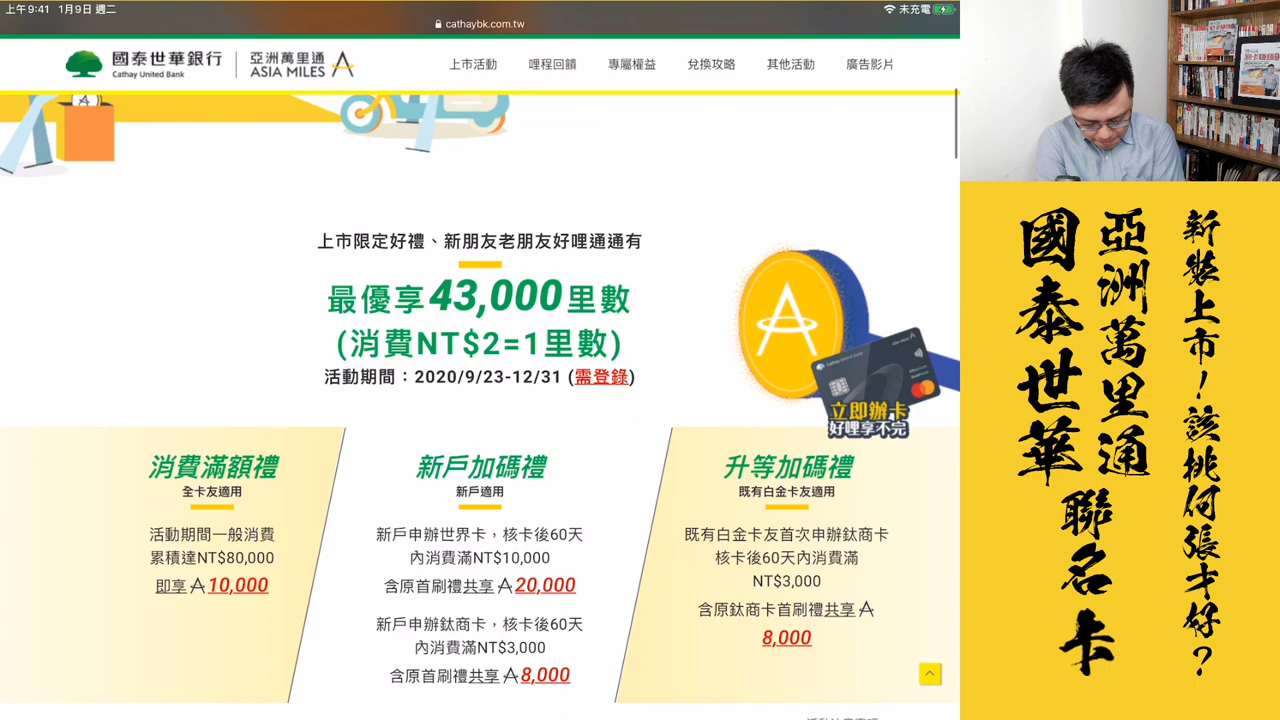 上午9:41 1月9日 週二
未充電
cathaybk.com.tw
國泰世華銀行
Cathay United Bank
亞洲萬里通
ASIA MILES
上市活動 哩程回饋 專屬權益 兌換攻略 其他活動 廣告影片
上市限定好禮、新朋友老朋友好哩通通有
最優享43,000里數
(消費NT$2=1里數)
活動期間：2020/9/23-12/31 (需登錄)
立即辦卡
好哩享不完
消費滿額禮
全卡友適用
活動期間一般消費
累積達NT$80,000
即享 10,000
新戶加碼禮
新戶適用
新戶申辦世界卡，核卡後60天
內消費滿NT$10,000
含原首刷禮共享 20,000
新戶申辦鈦商卡，核卡後60天
內消費滿NT$3,000
含原首刷禮共享 8,000
升等加碼禮
既有白金卡友適用
既有白金卡友首次申辦鈦商卡
核卡後60天內消費滿
NT$3,000
含原鈦商卡首刷禮共享
8,000
新裝上市！該挑何張才好？
亞洲萬里通
國泰世華
聯名卡